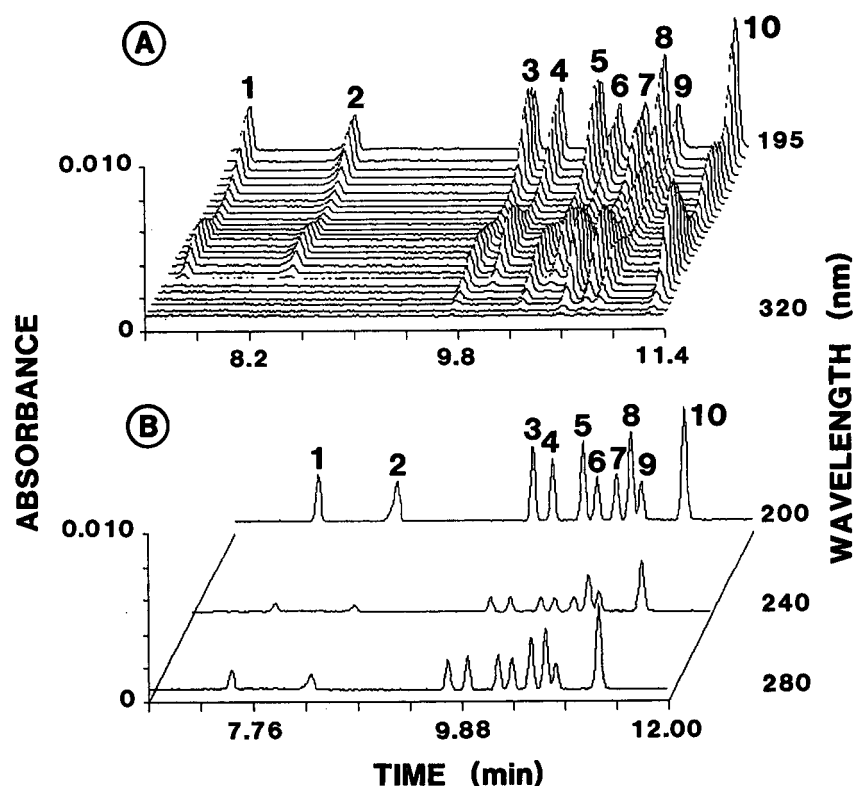 A
1 2 3 4 5 6 7 8 9 10
0.010
195
320
0
8.2 9.8 11.4
ABSORBANCE
WAVELENGTH (nm)
B
1 2 3 4 5 6 7 8 9 10
0.010
200
240
280
0
7.76 9.88 12.00
TIME (min)